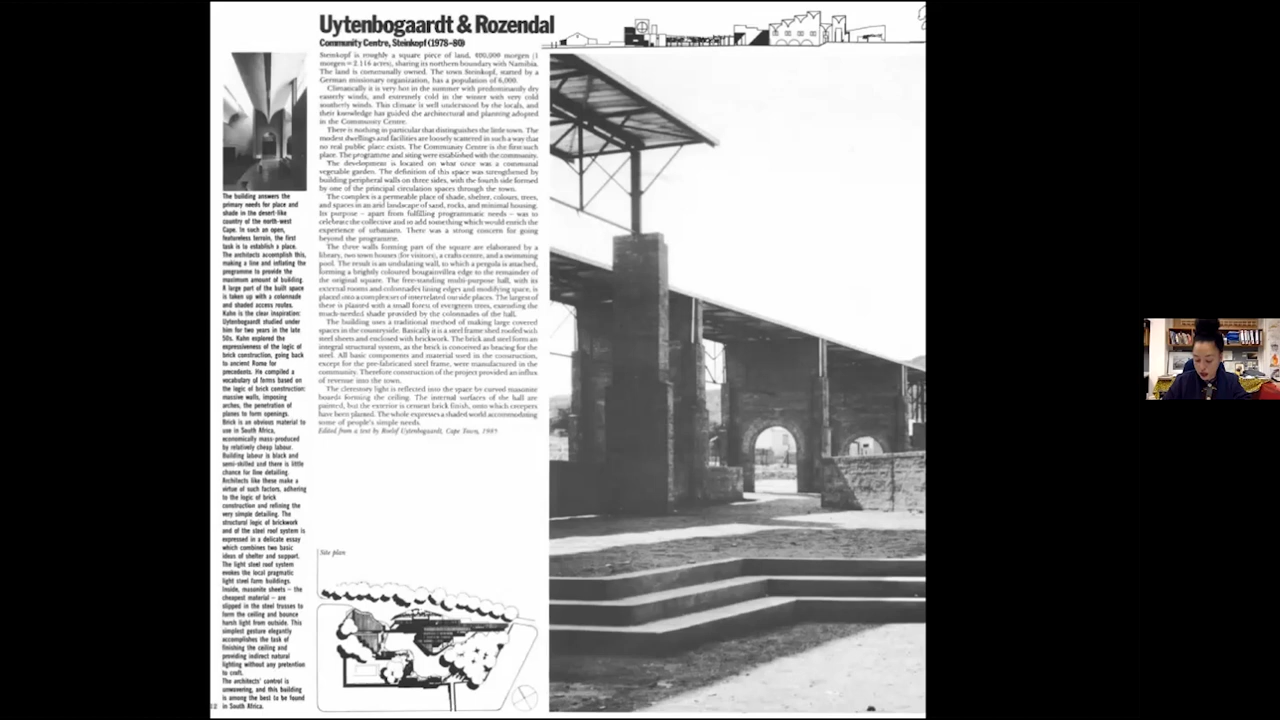 Uytenbogaardt & Rozendal
Community Centre, Steinkopf (1978–80)
Steinkopf is roughly a square piece of land, 400,000 morgen (1
morgen = 2.116 acres), sharing its northern boundary with Namibia.
The land is communally owned. The town Steinkopf, started by a
German missionary organization, has a population of 6,000.
Climatically it is very hot in the summer with predominantly dry
easterly winds, and extremely cold in the winter with very cold
southerly winds. This climate is well understood by the locals, and
their knowledge has guided the architectural and planning adopted
in the Community Centre.
There is nothing in particular that distinguishes the little town. The
modest dwellings and facilities are loosely scattered in such a way that
no real public place exists. The Community Centre is the first such
place. The programme and siting were established with the community.
The development is located on what once was a communal
vegetable garden. The definition of this space was strengthened by
building peripheral walls on three sides, with the fourth side formed
by one of the principal circulation spaces through the town.
The complex is a permeable place of shade, shelter, colours, trees,
and spaces in an arid landscape of sand, rocks, and minimal housing.
Its purpose – apart from fulfilling programmatic needs – was to
celebrate the collective and to add something which would enrich the
experience of urbanism. There was a strong concern for going
beyond the programme.
The three walls forming part of the square are elaborated by a
library, two town houses (for visitors), a crafts centre, and a swimming
pool. The result is an undulating wall, to which a pergola is attached,
forming a brightly coloured bougainvillea edge to the remainder of
the original square. The free-standing multi-purpose hall, with its
external rooms and colonnades lining edges and modifying space, is
placed into a complex set of interrelated outside places. The largest of
these is planted with a small forest of evergreen trees, extending the
much-needed shade provided by the colonnades of the hall.
The building uses a traditional method of making large covered
spaces in the countryside. Basically it is a steel frame shed roofed with
steel sheets and enclosed with brickwork. The brick and steel form an
integral structural system, as the brick is conceived as bracing for the
steel. All basic components and material used in the construction,
except for the pre-fabricated steel frame, were manufactured in the
community. Therefore construction of the project provided an influx
of revenue into the town.
The clerestory light is reflected into the space by curved masonite
boards forming the ceiling. The internal surfaces of the hall are
painted, but the exterior is cement brick finish, onto which creepers
have been planted. The whole expresses a shaded world accommodating
some of people's simple needs.
Edited from a text by Roelof Uytenbogaardt, Cape Town, 1985
The building answers the
primary needs for place and
shade in the desert-like
country of the north-west
Cape. In such an open,
featureless terrain, the first
task is to establish a place.
The architects accomplish this,
making a line and inflating the
programme to provide the
maximum amount of building.
A large part of the built space
is taken up with a colonnade
and shaded access routes.
Kahn is the clear inspiration:
Uytenbogaardt studied under
him for two years in the late
50s. Kahn explored the
expressiveness of the logic of
brick construction, going back
to ancient Rome for
precedents. He compiled a
vocabulary of forms based on
the logic of brick construction:
massive walls, imposing
arches, the penetration of
planes to form openings.
Brick is an obvious material to
use in South Africa,
economically mass-produced
by relatively cheap labour.
Building labour is black and
semi-skilled and there is little
chance for fine detailing.
Architects like these make a
virtue of such factors, adhering
to the logic of brick
construction and refining the
very simple detailing. The
structural logic of brickwork
and of the steel roof system is
expressed in a delicate essay
which combines two basic
ideas of shelter and support.
The light steel roof system
evokes the local pragmatic
light steel farm buildings.
Inside, masonite sheets – the
cheapest material – are
slipped in the steel trusses to
form the ceiling and bounce
harsh light from outside. This
simplest gesture elegantly
accomplishes the task of
finishing the ceiling and
providing indirect natural
lighting without any pretention
to craft.
The architects' control is
unwavering, and this building
is among the best to be found
in South Africa.
Site plan